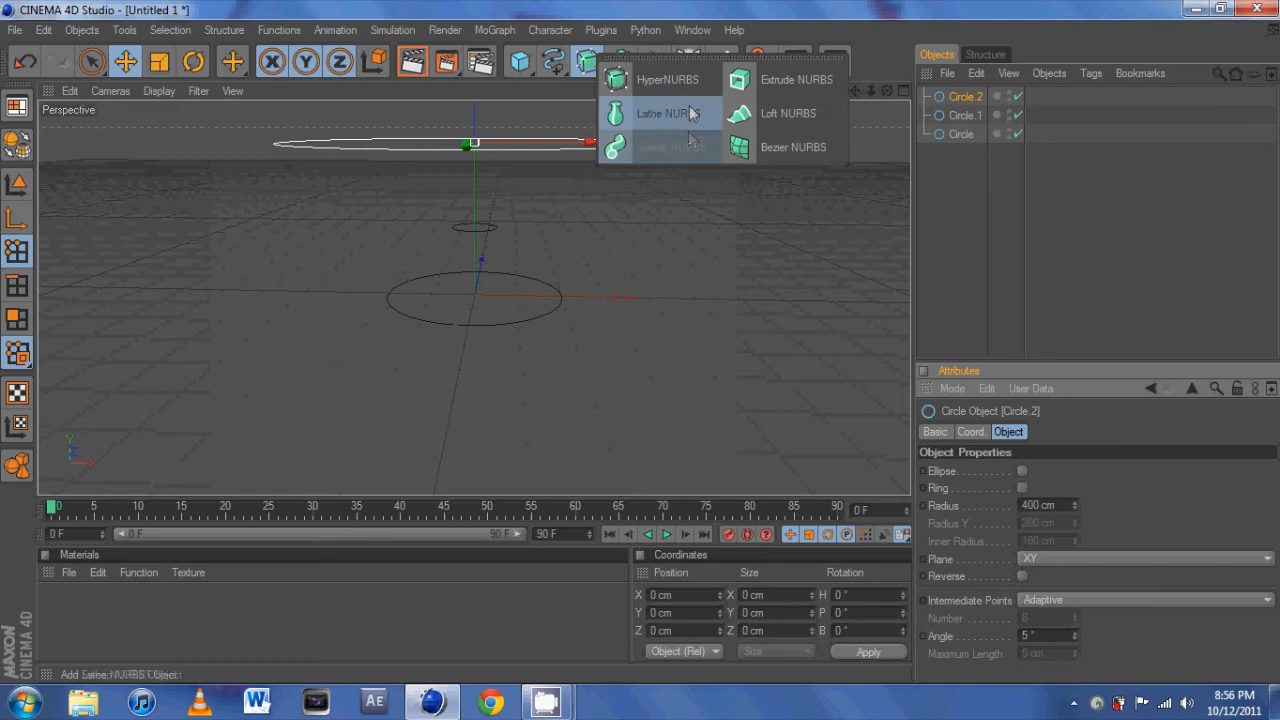 CINEMA 4D Studio - [Untitled 1 *]
File Edit Objects Tools Selection Structure Functions Animation Simulation Render MoGraph Character Plugins Python Window Help
X Y Z
HyperNURBS Extrude NURBS
Lathe NURBS Loft NURBS
Bezier NURBS
Edit Cameras Display Filter View
Perspective
Y
Z
X
0 5 10 15 20 25 30 35 40 45 50 55 60 65 70 75 80 85 90 0 F
0 F 0 F 90 F 90 F
Materials
File Edit Function Texture
Coordinates
Position Size Rotation
X 0 cm X 0 cm H 0 °
Y 0 cm Y 0 cm P 0 °
Z 0 cm Z 0 cm B 0 °
Object (Rel) Size Apply
MAXON
CINEMA 4D
Objects Structure
File Edit View Objects Tags Bookmarks
Circle.2
Circle.1
Circle
Attributes
Mode Edit User Data
Circle Object [Circle.2]
Basic Coord. Object
Object Properties
Ellipse
Ring
Radius 400 cm
Radius Y 200 cm
Inner Radius 100 cm
Plane XY
Reverse
Intermediate Points Adaptive
Number 8
Angle 5 °
Maximum Length 5 cm
W Ae
8:56 PM
10/12/2011